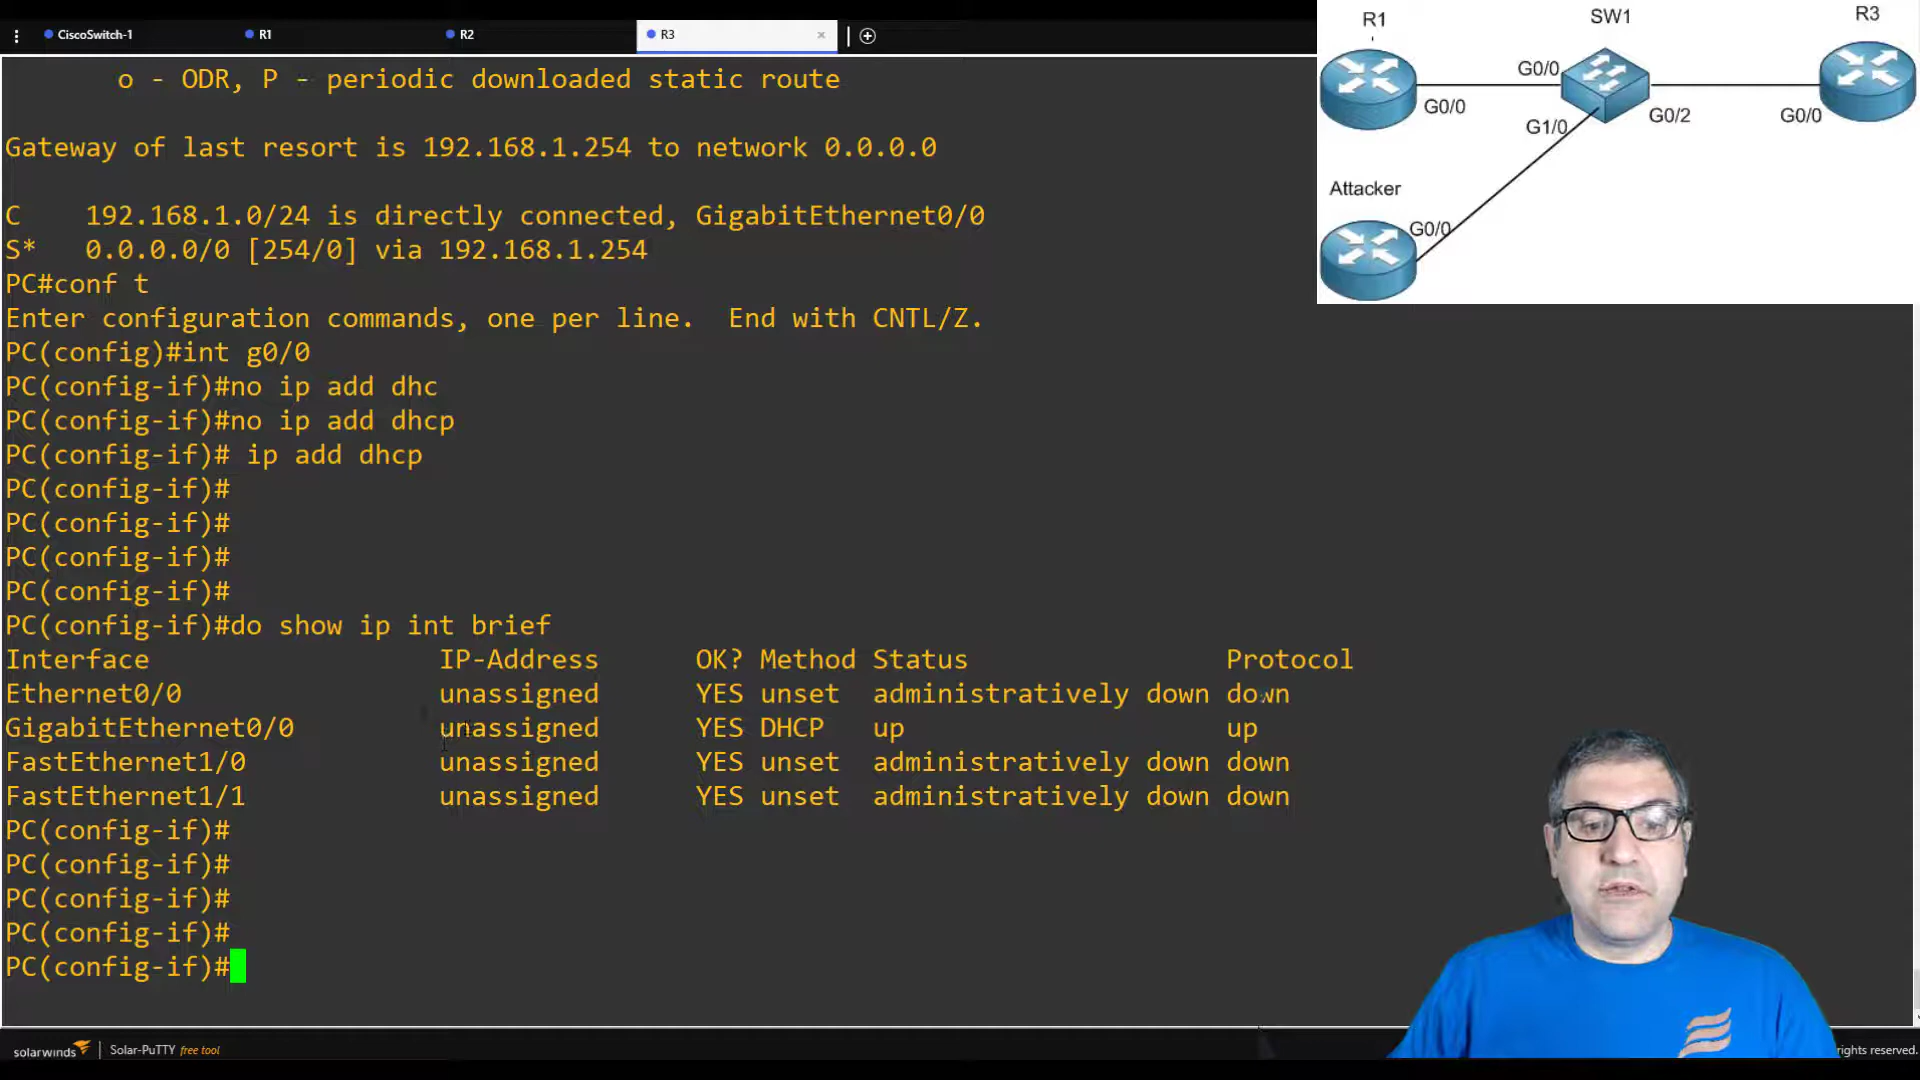 CiscoSwitch-1
R1
R2
R3
o - ODR, P - periodic downloaded static route
Gateway of last resort is 192.168.1.254 to network 0.0.0.0
C    192.168.1.0/24 is directly connected, GigabitEthernet0/0
S*   0.0.0.0/0 [254/0] via 192.168.1.254
PC#conf t
Enter configuration commands, one per line.  End with CNTL/Z.
PC(config)#int g0/0
PC(config-if)#no ip add dhc
PC(config-if)#no ip add dhcp
PC(config-if)# ip add dhcp
PC(config-if)#
PC(config-if)#
PC(config-if)#
PC(config-if)#
PC(config-if)#do show ip int brief
Interface                  IP-Address      OK? Method Status                Protocol
Ethernet0/0                unassigned      YES unset  administratively down down
GigabitEthernet0/0         unassigned      YES DHCP   up                    up
FastEthernet1/0            unassigned      YES unset  administratively down down
FastEthernet1/1            unassigned      YES unset  administratively down down
PC(config-if)#
PC(config-if)#
PC(config-if)#
PC(config-if)#
PC(config-if)#
R1
SW1
R3
G0/0
G0/0
G1/0
G0/2
G0/0
Attacker
G0/0
solarwinds
Solar-PuTTY free tool
rights reserved.